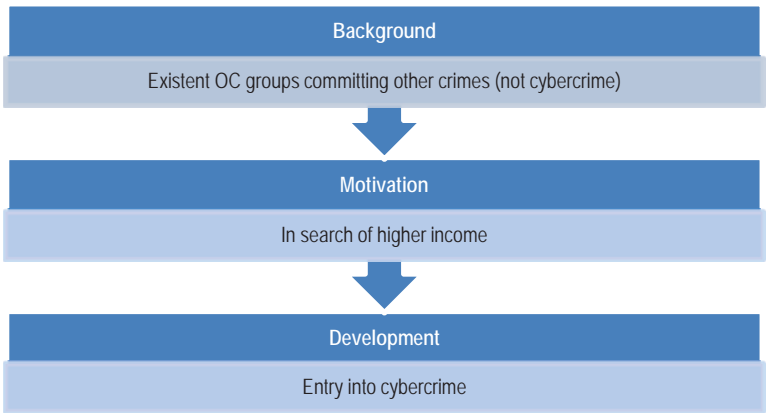 Background
Existent OC groups committing other crimes (not cybercrime)
Motivation
In search of higher income
Development
Entry into cybercrime